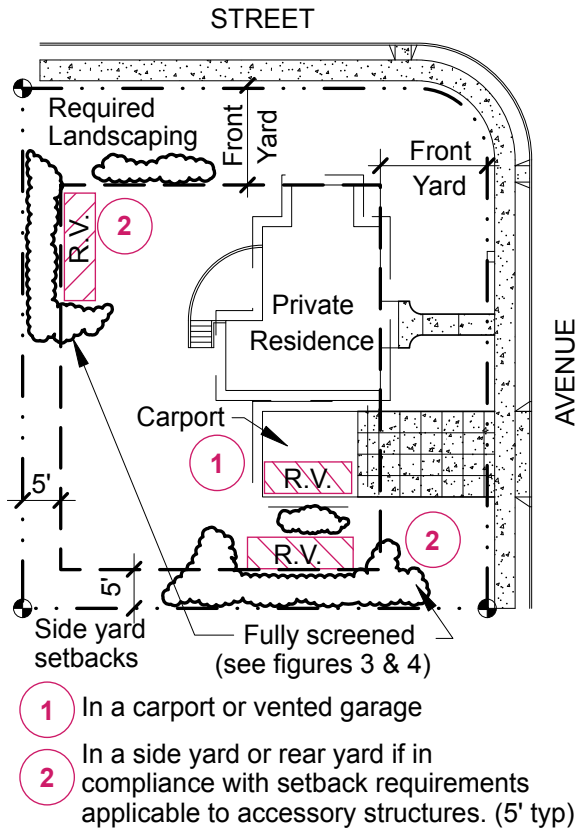 STREET
Required
Landscaping
Front
Yard
Front
Yard
R.V.
2
Private
Residence
AVENUE
Carport
1
R.V.
5'
R.V.
2
5'
Side yard
setbacks
Fully screened
(see figures 3 & 4)
1 In a carport or vented garage
2 In a side yard or rear yard if in
compliance with setback requirements
applicable to accessory structures. (5' typ)